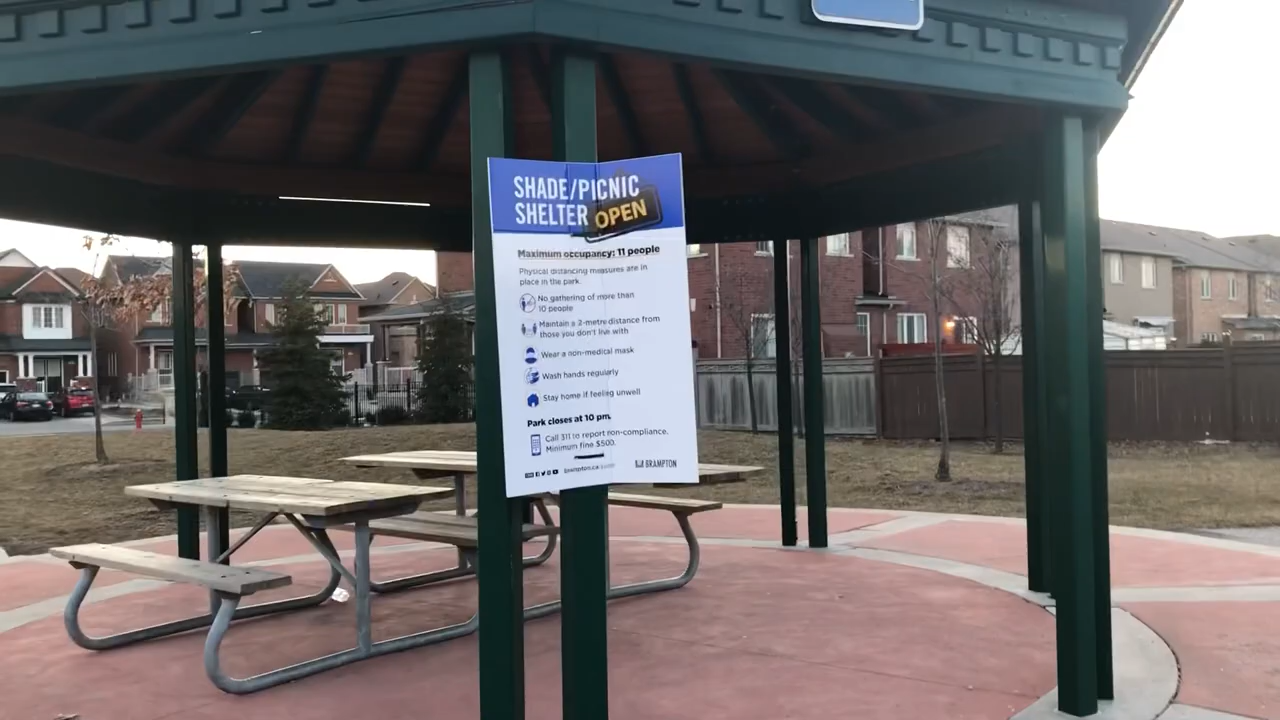 SHADE/PICNIC
SHELTER OPEN
Maximum occupancy: 11 people
Physical distancing measures are in
place in the park.
No gathering of more than
10 people
Maintain a 2-metre distance from
those you don't live with
Wear a non-medical mask
Wash hands regularly
Stay home if feeling unwell
Park closes at 10 pm.
Call 311 to report non-compliance.
Minimum fine $500.
brampton.ca
BRAMPTON